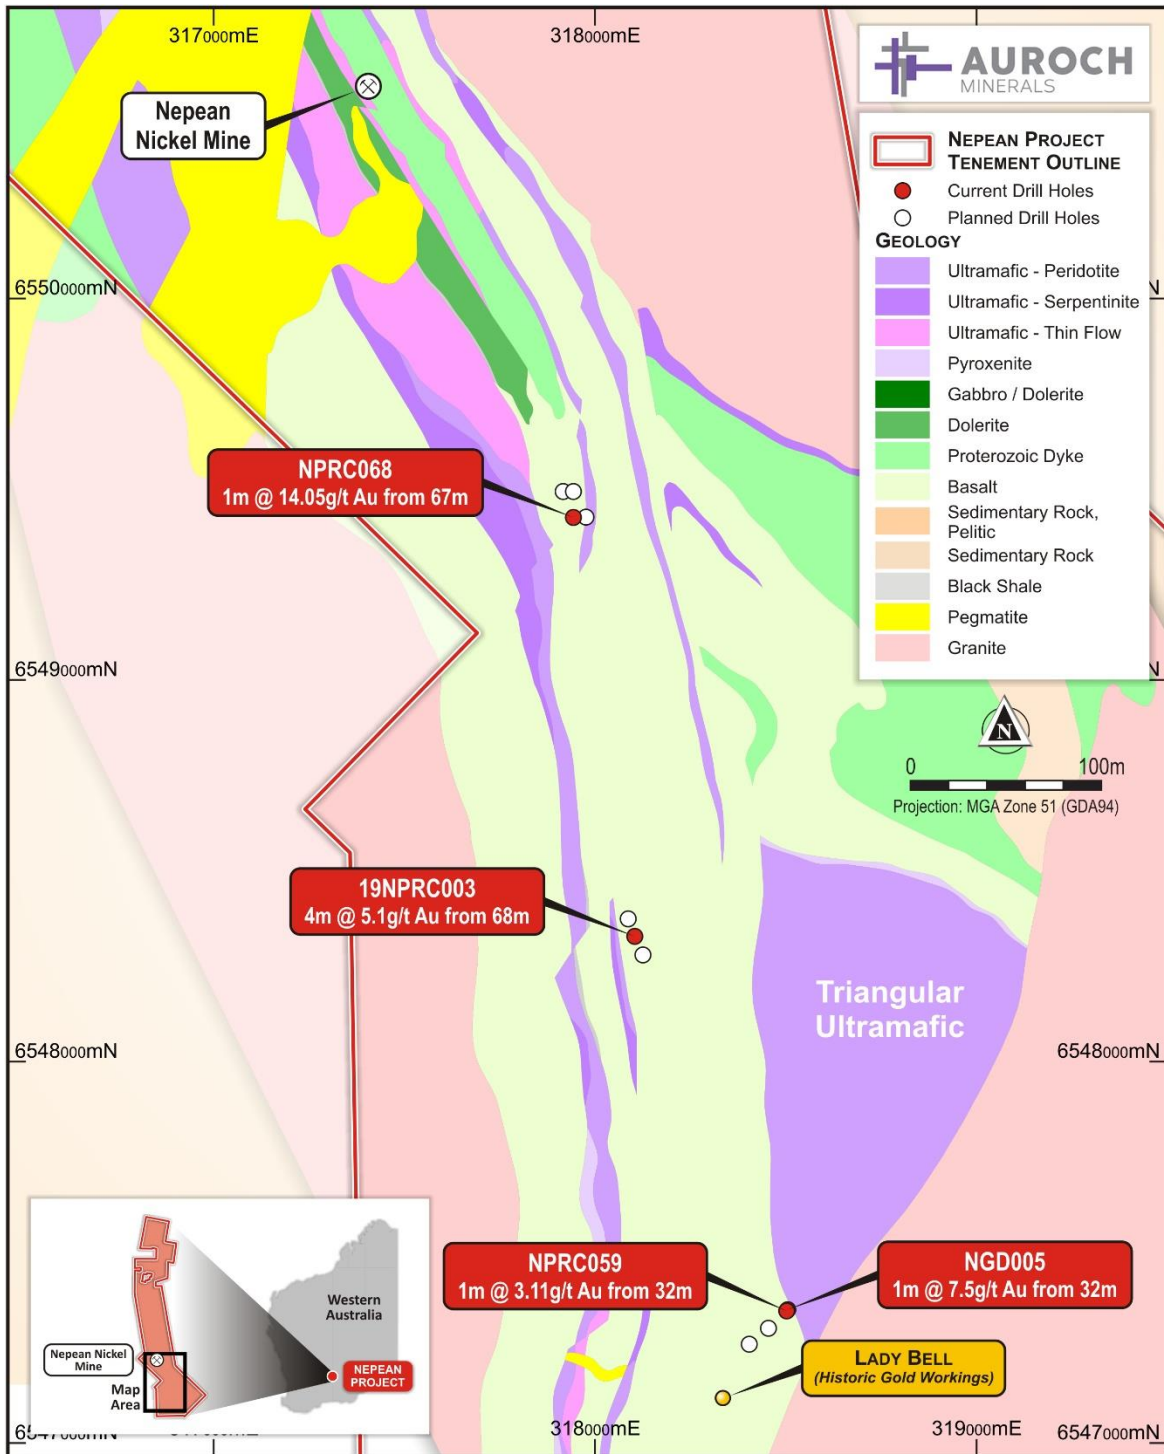 317000mE
318000mE
AUROCH
MINERALS
Nepean
Nickel Mine
NEPEAN PROJECT
TENEMENT OUTLINE
Current Drill Holes
Planned Drill Holes
GEOLOGY
Ultramafic - Peridotite
Ultramafic - Serpentinite
Ultramafic - Thin Flow
Pyroxenite
Gabbro / Dolerite
Dolerite
Proterozoic Dyke
Basalt
Sedimentary Rock,
Pelitic
Sedimentary Rock
Black Shale
Pegmatite
Granite
6550000mN
N
NPRC068
1m @ 14.05g/t Au from 67m
6549000mN
N
N
0
100m
Projection: MGA Zone 51 (GDA94)
19NPRC003
4m @ 5.1g/t Au from 68m
Triangular
Ultramafic
6548000mN
6548000mN
NPRC059
1m @ 3.11g/t Au from 32m
NGD005
1m @ 7.5g/t Au from 32m
Western
Australia
Nepean Nickel
Mine
NEPEAN
PROJECT
Map
Area
LADY BELL
(Historic Gold Workings)
6547000mN
318000mE
319000mE
6547000mN